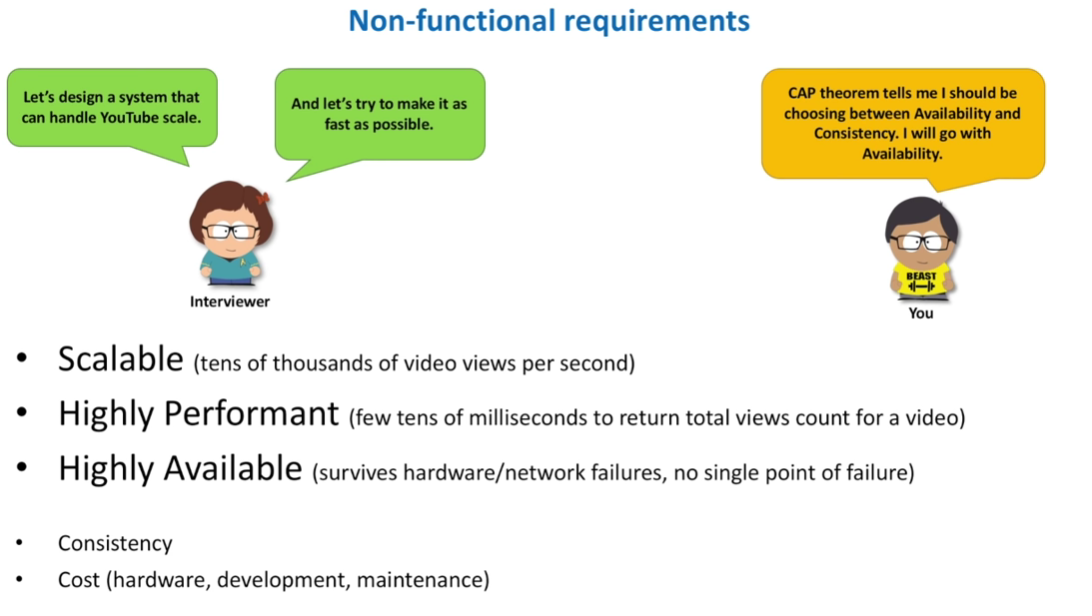 Non-functional requirements
Let's design a system that
can handle YouTube scale.
And let's try to make it as
fast as possible.
CAP theorem tells me I should be
choosing between Availability and
Consistency. I will go with
Availability.
BEAST
Interviewer
You
• Scalable (tens of thousands of video views per second)
• Highly Performant (few tens of milliseconds to return total views count for a video)
• Highly Available (survives hardware/network failures, no single point of failure)
• Consistency
• Cost (hardware, development, maintenance)